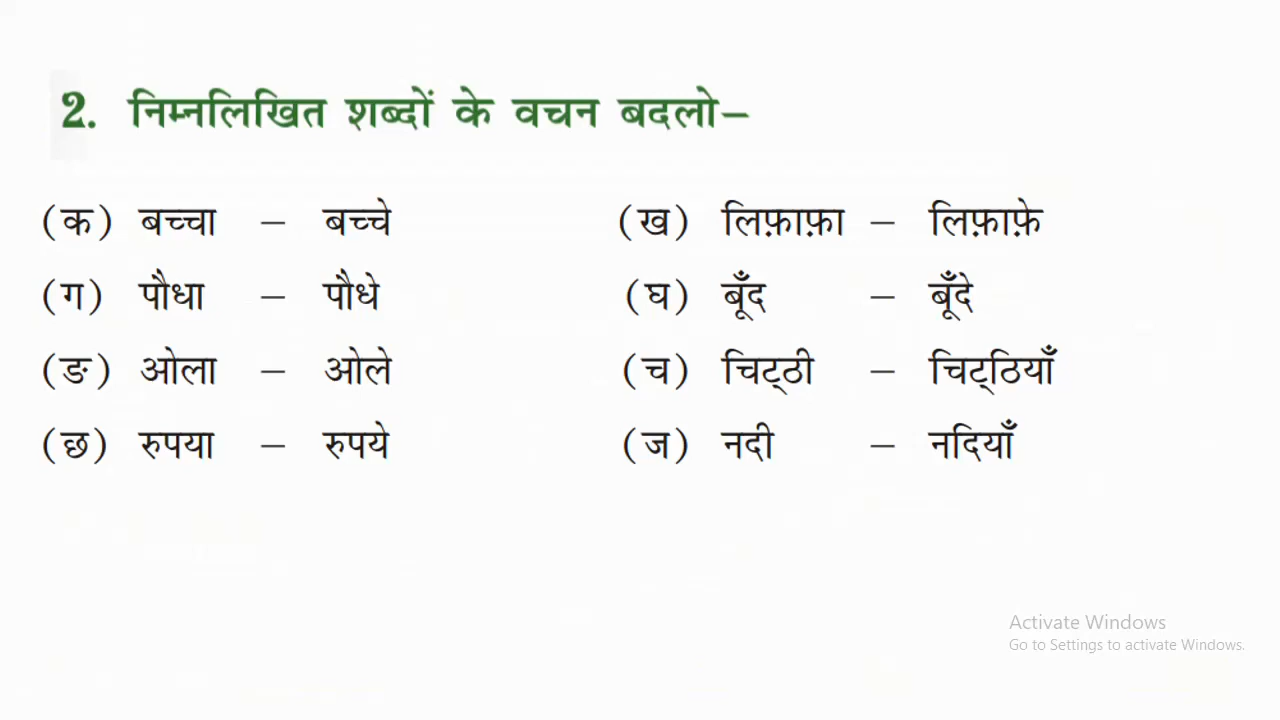 2. निम्नलिखित शब्दों के वचन बदलो–
(क) बच्चा – बच्चे (ख) लिफ़ाफ़ा – लिफ़ाफ़े
(ग) पौधा – पौधे (घ) बूँद – बूँदे
(ङ) ओला – ओले (च) चिट्ठी – चिट्ठियाँ
(छ) रुपया – रुपये (ज) नदी – नदियाँ
Activate Windows
Go to Settings to activate Windows.